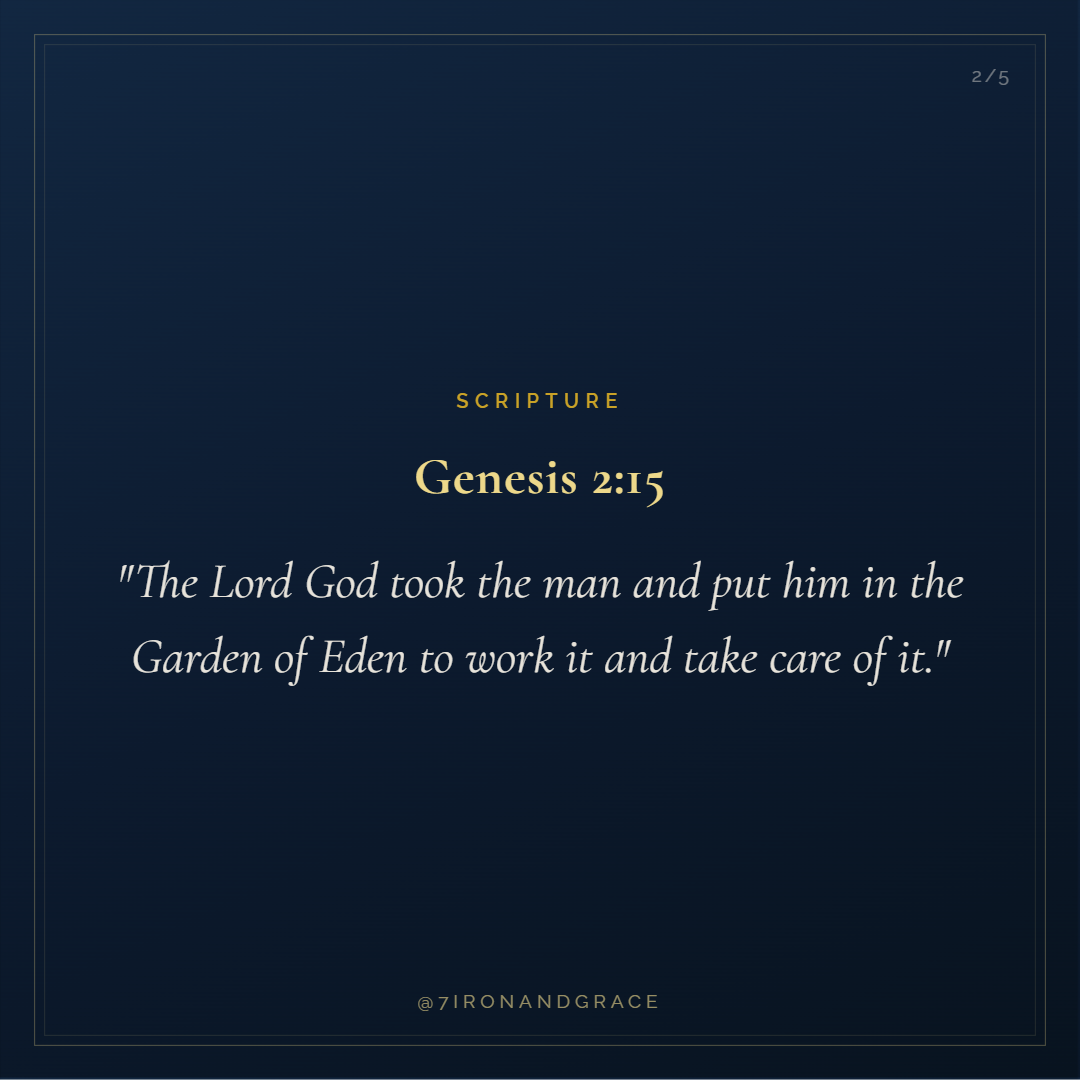 2/5
SCRIPTURE
Genesis 2:15
"The Lord God took the man and put him in the
Garden of Eden to work it and take care of it."
@7IRONANDGRACE